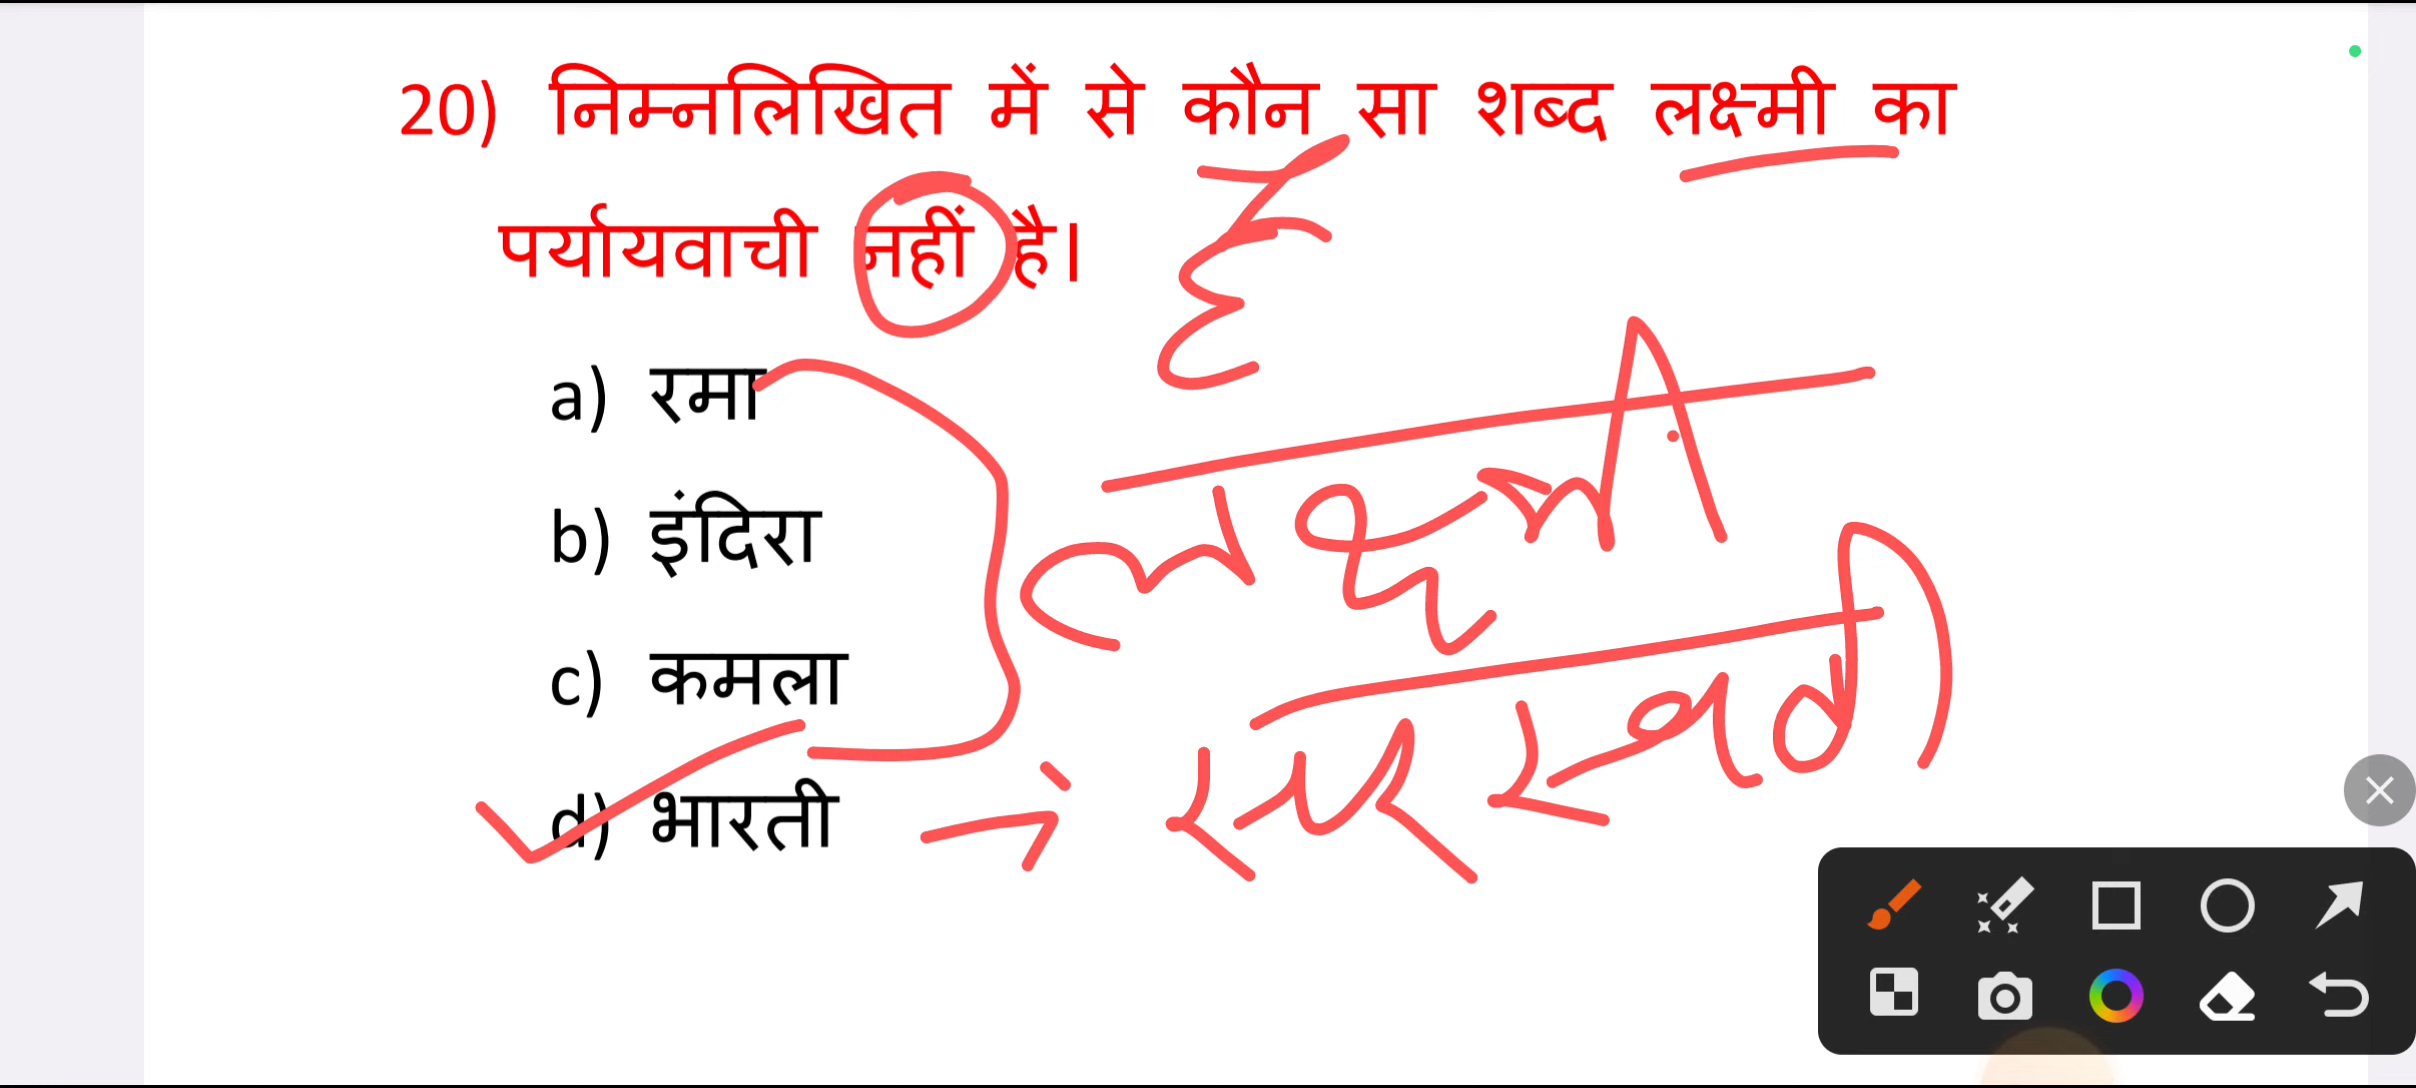 20) निम्नलिखित में से कौन सा शब्द लक्ष्मी का
पर्यायवाची नहीं है।
a) रमा
b) इंदिरा
c) कमला
d) भारती
लक्ष्मी
सरस्वती